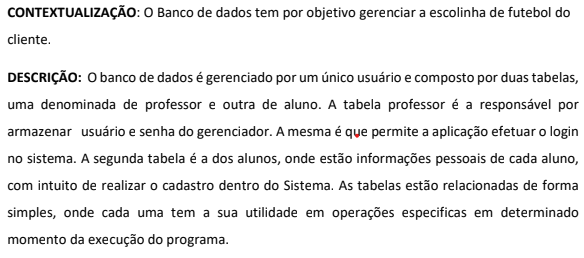 CONTEXTUALIZAÇÃO: O Banco de dados tem por objetivo gerenciar a escolinha de futebol do
cliente.
DESCRIÇÃO: O banco de dados é gerenciado por um único usuário e composto por duas tabelas,
uma denominada de professor e outra de aluno. A tabela professor é a responsável por
armazenar usuário e senha do gerenciador. A mesma é que permite a aplicação efetuar o login
no sistema. A segunda tabela é a dos alunos, onde estão informações pessoais de cada aluno,
com intuito de realizar o cadastro dentro do Sistema. As tabelas estão relacionadas de forma
simples, onde cada uma tem a sua utilidade em operações especificas em determinado
momento da execução do programa.